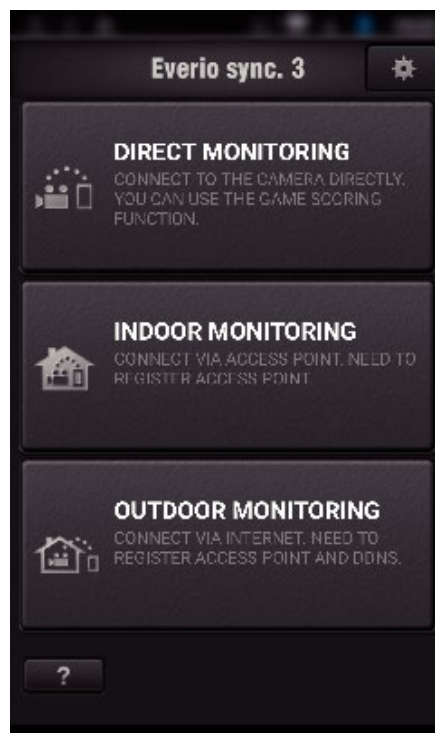 Everio sync. 3
DIRECT MONITORING
CONNECT TO THE CAMERA DIRECTLY.
YOU CAN USE THE GAME SCORING
FUNCTION.
INDOOR MONITORING
CONNECT VIA ACCESS POINT. NEED TO
REGISTER ACCESS POINT.
OUTDOOR MONITORING
CONNECT VIA INTERNET. NEED TO
REGISTER ACCESS POINT AND DDNS.
?